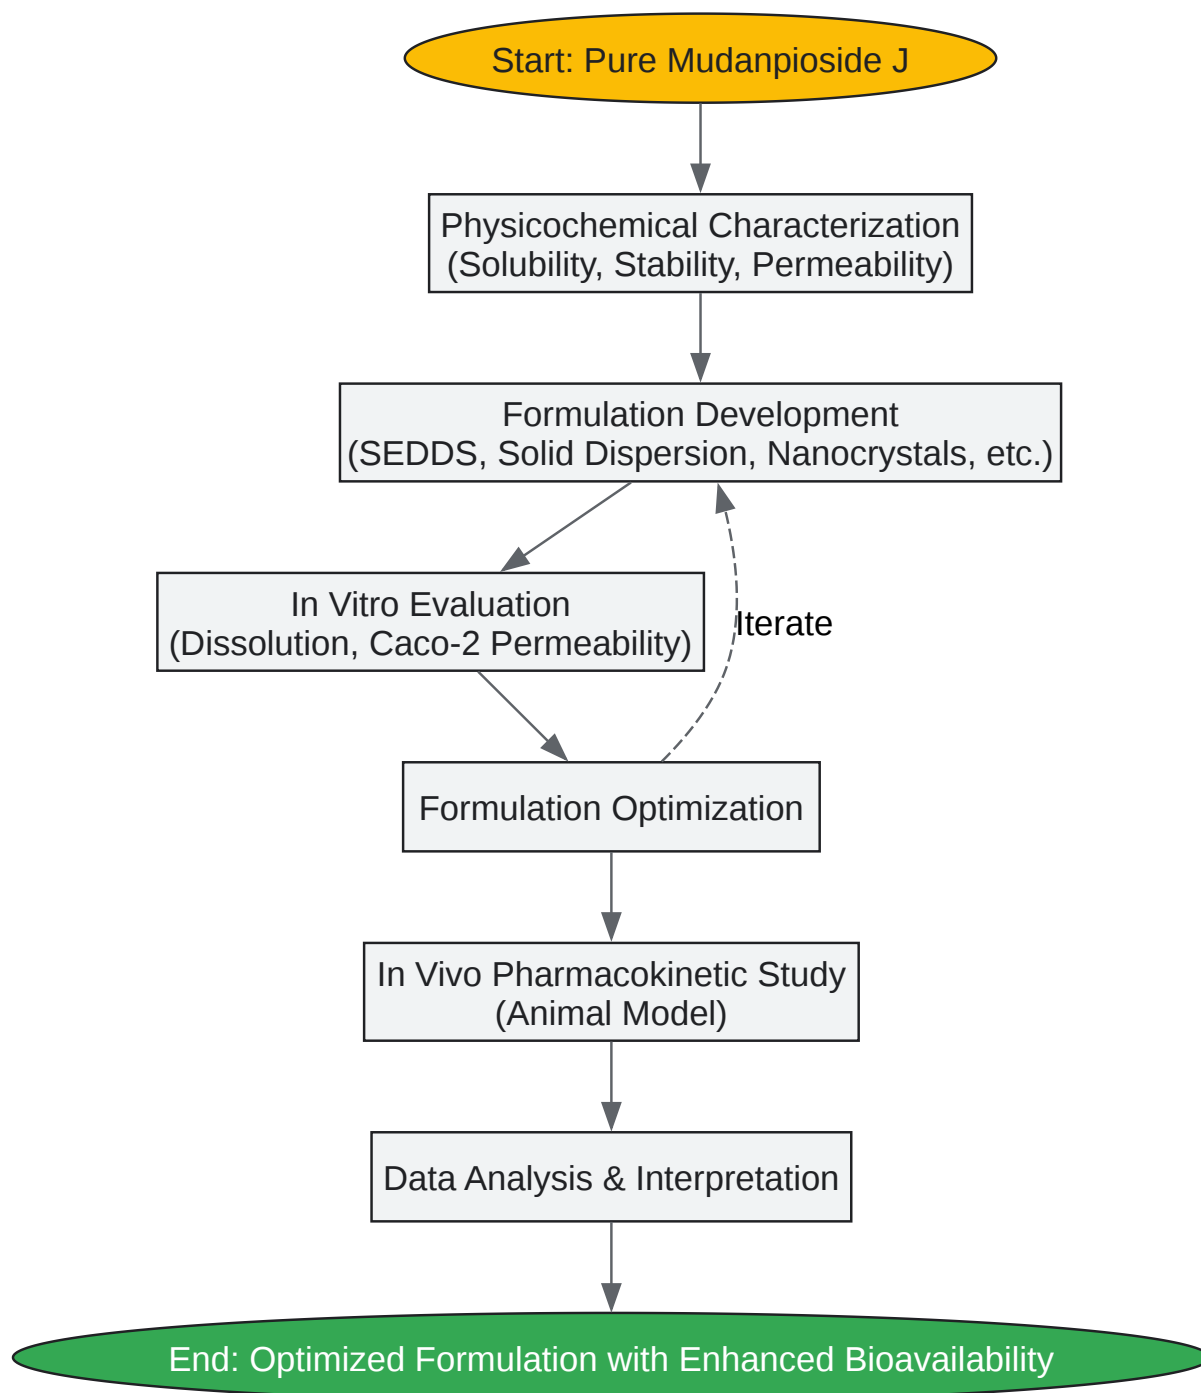 Start: Pure Mudanpioside J
Physicochemical Characterization
(Solubility, Stability, Permeability)
Formulation Development
(SEDDS, Solid Dispersion, Nanocrystals, etc.)
In Vitro Evaluation
(Dissolution, Caco-2 Permeability)
Iterate
Formulation Optimization
In Vivo Pharmacokinetic Study
(Animal Model)
Data Analysis & Interpretation
End: Optimized Formulation with Enhanced Bioavailability